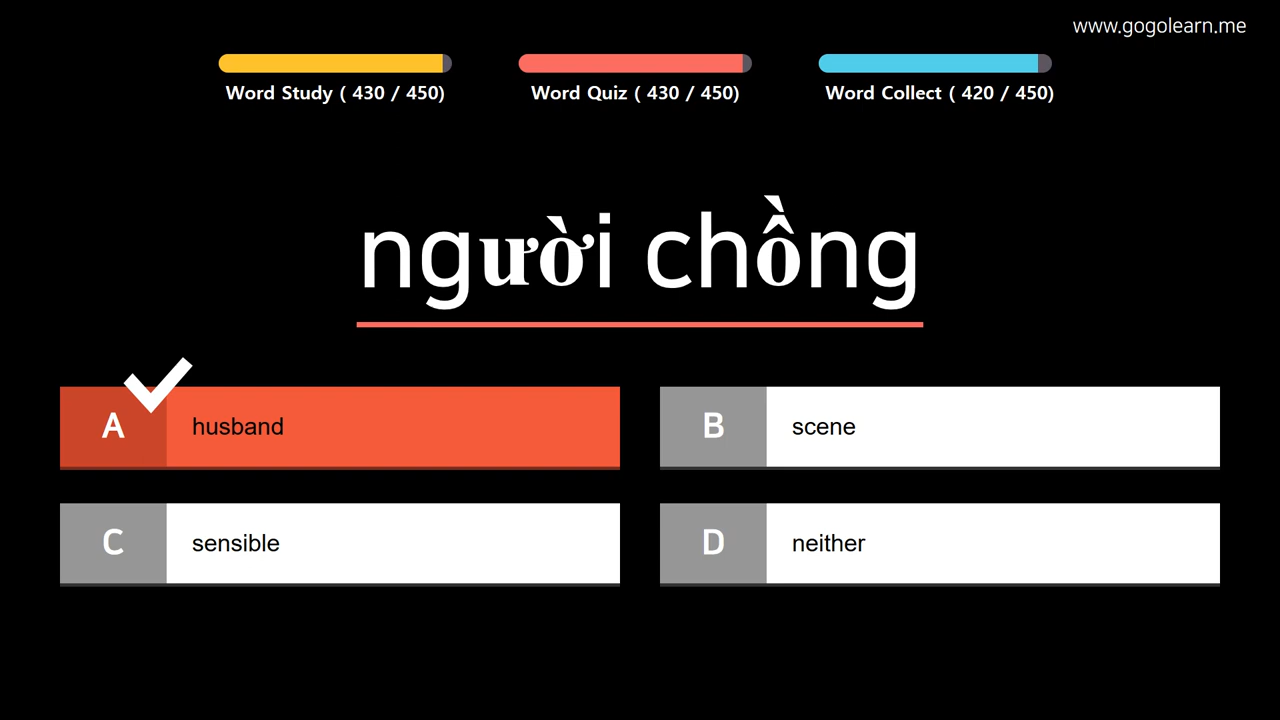 www.gogolearn.me
Word Study ( 430 / 450)
Word Quiz ( 430 / 450)
Word Collect ( 420 / 450)
người chồng
A husband
B scene
C sensible
D neither